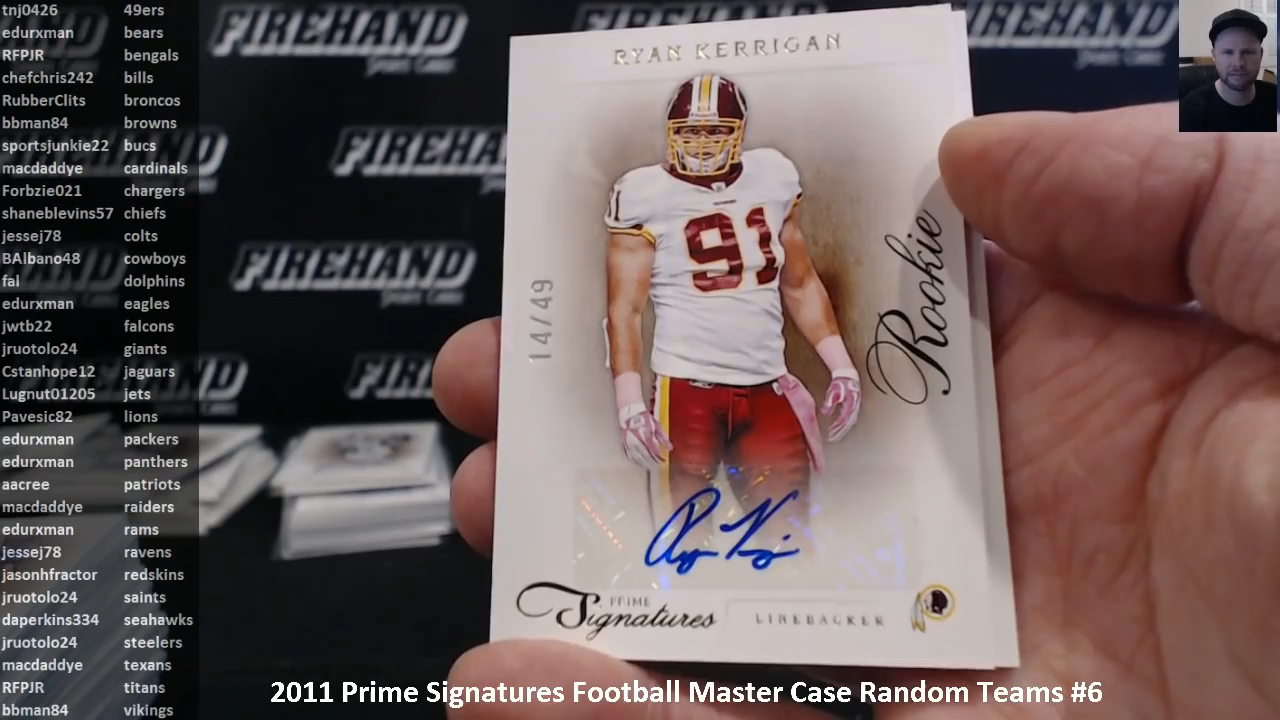 tnj0426 49ers
edurxman bears
RFPJR bengals
chefchris242 bills
RubberClits broncos
bbman84 browns
sportsjunkie22 bucs
macdaddye cardinals
Forbzie021 chargers
shaneblevins57 chiefs
jessej78 colts
BAlbano48 cowboys
fal dolphins
edurxman eagles
jwtb22 falcons
jruotolo24 giants
Cstanhope12 jaguars
Lugnut01205 jets
Pavesic82 lions
edurxman packers
edurxman panthers
aacree patriots
macdaddye raiders
edurxman rams
jessej78 ravens
jasonhfractor redskins
jruotolo24 saints
daperkins334 seahawks
jruotolo24 steelers
macdaddye texans
RFPJR titans
bbman84 vikings
FIREHAND
FIREHAND
FIREHAND
RYAN KERRIGAN
91
14/49
Rookie
PRIME
Signatures
LINEBACKER
2011 Prime Signatures Football Master Case Random Teams #6